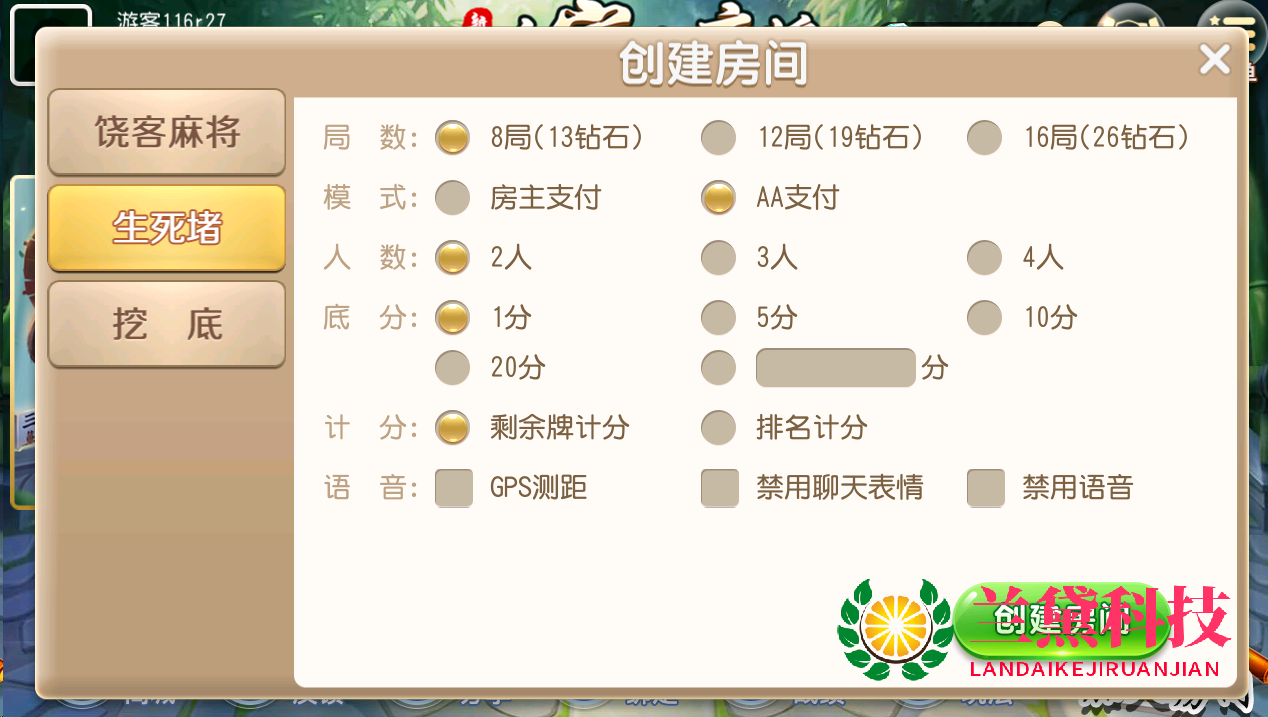 游客116r27
创建房间
饶客麻将
生死堵
挖 底
局 数: 8局(13钻石) 12局(19钻石) 16局(26钻石)
模 式: 房主支付 AA支付
人 数: 2人 3人 4人
底 分: 1分 5分 10分
20分 分
计 分: 剩余牌计分 排名计分
语 音: GPS测距 禁用聊天表情 禁用语音
创建房间
兰黛科技
LANDAIKEJIRUANJIAN